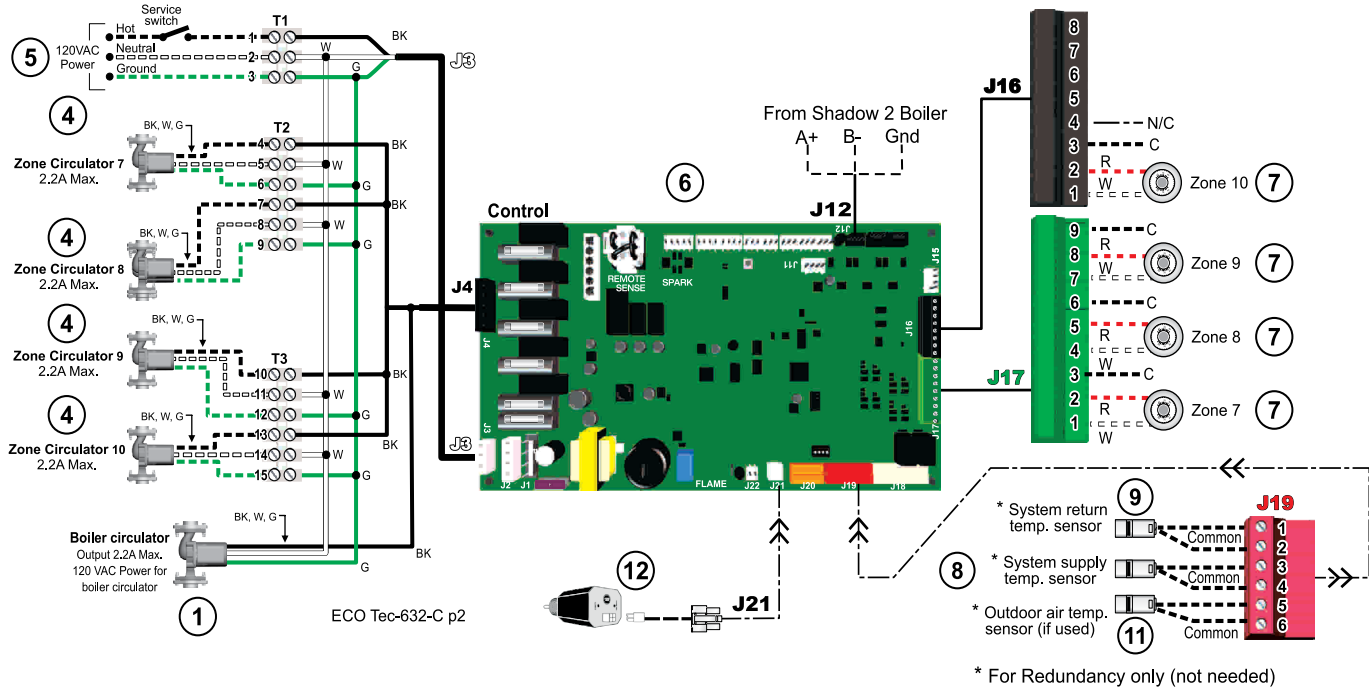 Service
switch
T1
Hot
1
BK
5
120VAC
Power
Neutral
2
W
J3
Ground
3
G
4
BK, W, G
T2
4
BK
Zone Circulator 7
2.2A Max.
5
W
6
G
7
BK
4
BK, W, G
8
W
Zone Circulator 8
2.2A Max.
9
G
4
BK, W, G
Zone Circulator 9
2.2A Max.
T3
10
BK
11
W
12
G
4
BK, W, G
13
BK
Zone Circulator 10
2.2A Max.
14
W
15
G
Boiler circulator
Output 2.2A Max.
120 VAC Power for
boiler circulator
BK, W, G
BK
G
1
ECO Tec-632-C p2
From Shadow 2 Boiler
A+ B- Gnd
6
J12
Control
J4
J3
REMOTE
SENSE
SPARK
J12
J11
J15
J16
J17
J4
J3
J2
J1
FLAME
J22
J21
J20
J19
J18
12
J21
J16
8
7
6
5
4
N/C
3
C
2
R
1
W
Zone 10
7
J17
9
C
8
R
7
W
Zone 9
7
6
C
5
R
4
W
Zone 8
7
3
C
2
R
1
W
Zone 7
7
9
J19
* System return
temp. sensor
Common
1
2
8
* System supply
temp. sensor
Common
3
4
* Outdoor air temp.
sensor (if used)
Common
5
6
11
* For Redundancy only (not needed)